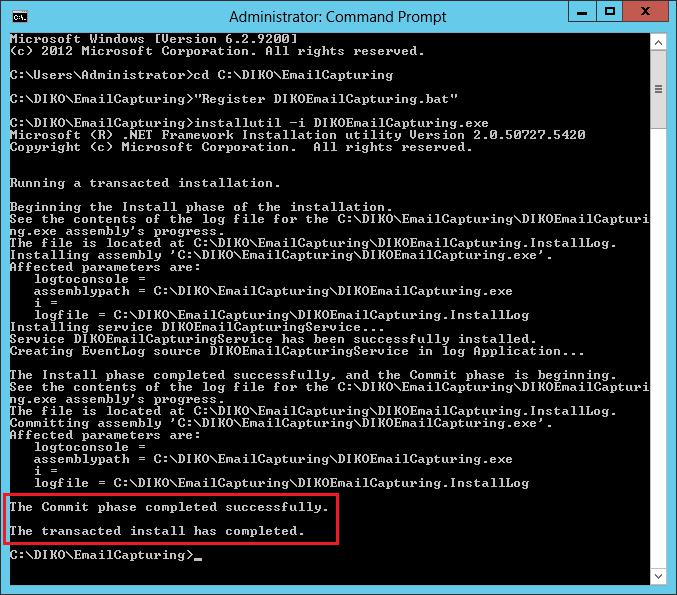 Administrator: Command Prompt
Microsoft Windows [Version 6.2.9200]
(c) 2012 Microsoft Corporation. All rights reserved.
C:\Users\Administrator>cd C:\DIKO\EmailCapturing
C:\DIKO\EmailCapturing>"Register DIKOEmailCapturing.bat"
C:\DIKO\EmailCapturing>installutil -i DIKOEmailCapturing.exe
Microsoft (R) .NET Framework Installation utility Version 2.0.50727.5420
Copyright (c) Microsoft Corporation.  All rights reserved.
Running a transacted installation.
Beginning the Install phase of the installation.
See the contents of the log file for the C:\DIKO\EmailCapturing\DIKOEmailCapturi
ng.exe assembly's progress.
The file is located at C:\DIKO\EmailCapturing\DIKOEmailCapturing.InstallLog.
Installing assembly 'C:\DIKO\EmailCapturing\DIKOEmailCapturing.exe'.
Affected parameters are:
   logtoconsole =
   assemblypath = C:\DIKO\EmailCapturing\DIKOEmailCapturing.exe
   i =
   logfile = C:\DIKO\EmailCapturing\DIKOEmailCapturing.InstallLog
Installing service DIKOEmailCapturingService...
Service DIKOEmailCapturingService has been successfully installed.
Creating EventLog source DIKOEmailCapturingService in log Application...
The Install phase completed successfully, and the Commit phase is beginning.
See the contents of the log file for the C:\DIKO\EmailCapturing\DIKOEmailCapturi
ng.exe assembly's progress.
The file is located at C:\DIKO\EmailCapturing\DIKOEmailCapturing.InstallLog.
Committing assembly 'C:\DIKO\EmailCapturing\DIKOEmailCapturing.exe'.
Affected parameters are:
   logtoconsole =
   assemblypath = C:\DIKO\EmailCapturing\DIKOEmailCapturing.exe
   i =
   logfile = C:\DIKO\EmailCapturing\DIKOEmailCapturing.InstallLog
The Commit phase completed successfully.
The transacted install has completed.
C:\DIKO\EmailCapturing>_